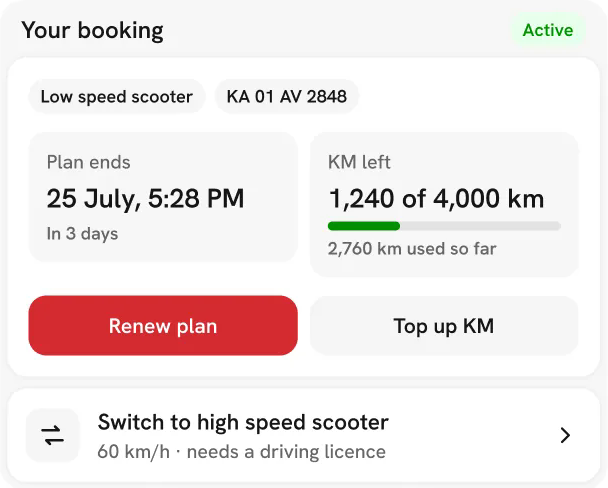 Your booking
Active
Low speed scooter
KA 01 AV 2848
Plan ends
25 July, 5:28 PM
In 3 days
KM left
1,240 of 4,000 km
2,760 km used so far
Renew plan
Top up KM
Switch to high speed scooter
60 km/h · needs a driving licence